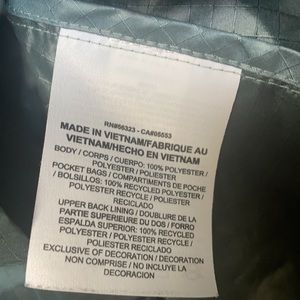 RN#56323 - CA#05553
MADE IN VIETNAM/FABRIQUE AU
VIETNAM/HECHO EN VIETNAM
BODY / CORPS / CUERPO: 100% POLYESTER /
POLYESTER / POLIESTER
POCKET BAGS / COMPARTIMENTS DE POCHE
/ BOLSILLOS: 100% RECYCLED POLYESTER /
POLYESTER RECYCLE / POLIESTER
RECICLADO
UPPER BACK LINING / DOUBLURE DE LA
PARTIE SUPERIEURE DU DOS / FORRO
ESPALDA SUPERIOR: 100% RECYCLED
POLYESTER / POLYESTER RECYCLE /
POLIESTER RECICLADO
EXCLUSIVE OF DECORATION / DECORATION
NON COMPRISE / NO INCLUYE LA
DECORACION